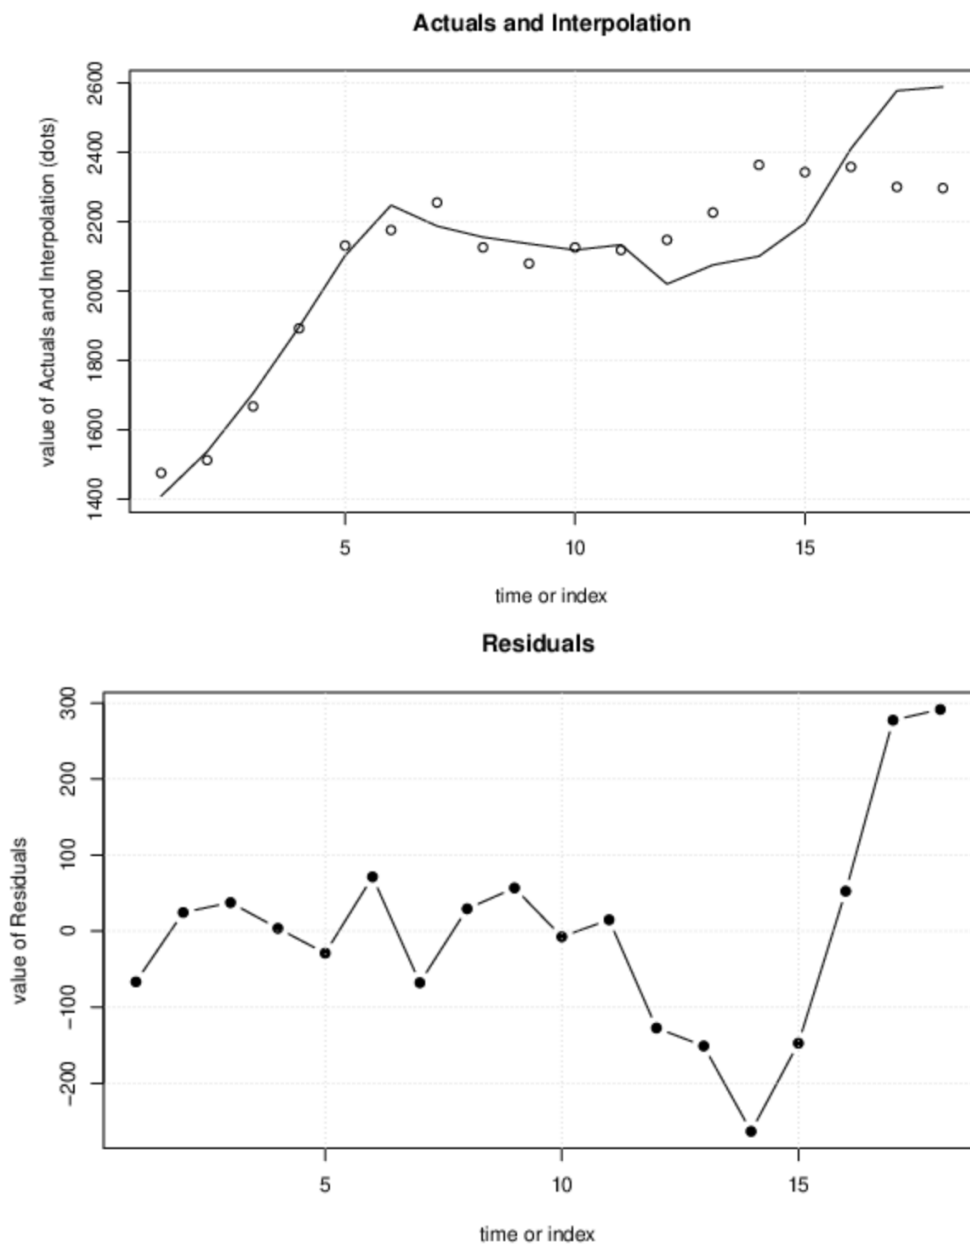 Actuals and Interpolation
value of Actuals and Interpolation (dots)
2600
2400
2200
2000
1800
1600
1400
5 10 15
time or index
Residuals
value of Residuals
300
200
100
0
−100
−200
5 10 15
time or index